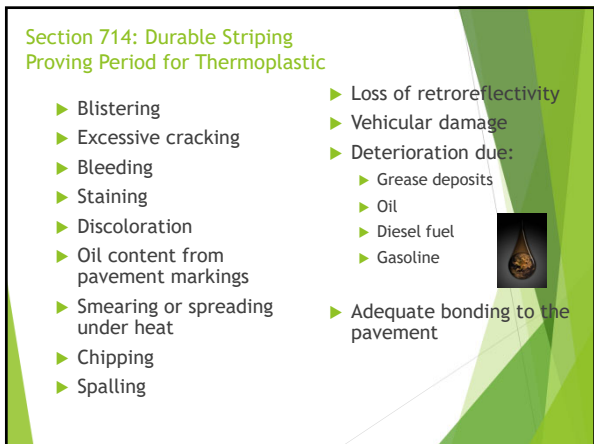 Section 714: Durable Striping
Proving Period for Thermoplastic
Blistering
Excessive cracking
Bleeding
Staining
Discoloration
Oil content from
pavement markings
Smearing or spreading
under heat
Chipping
Spalling
Loss of retroreflectivity
Vehicular damage
Deterioration due:
Grease deposits
Oil
Diesel fuel
Gasoline
Adequate bonding to the
pavement